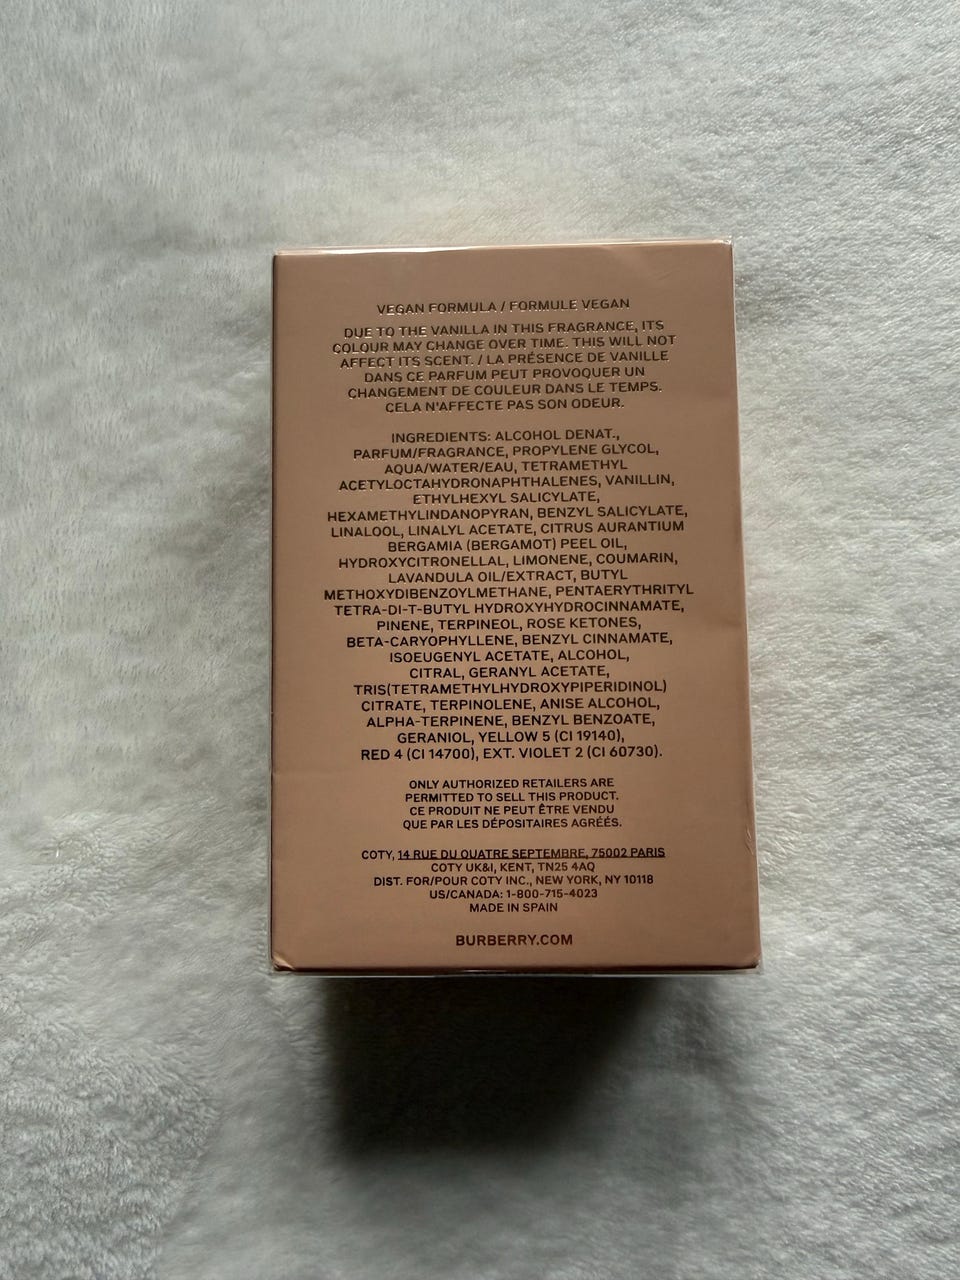 VEGAN FORMULA / FORMULE VEGAN
DUE TO THE VANILLA IN THIS FRAGRANCE, ITS
COLOUR MAY CHANGE OVER TIME. THIS WILL NOT
AFFECT ITS SCENT. / LA PRÉSENCE DE VANILLE
DANS CE PARFUM PEUT PROVOQUER UN
CHANGEMENT DE COULEUR DANS LE TEMPS.
CELA N'AFFECTE PAS SON ODEUR.
INGREDIENTS: ALCOHOL DENAT.,
PARFUM/FRAGRANCE, PROPYLENE GLYCOL,
AQUA/WATER/EAU, TETRAMETHYL
ACETYLOCTAHYDRONAPHTHALENES, VANILLIN,
ETHYLHEXYL SALICYLATE,
HEXAMETHYLINDANOPYRAN, BENZYL SALICYLATE,
LINALOOL, LINALYL ACETATE, CITRUS AURANTIUM
BERGAMIA (BERGAMOT) PEEL OIL,
HYDROXYCITRONELLAL, LIMONENE, COUMARIN,
LAVANDULA OIL/EXTRACT, BUTYL
METHOXYDIBENZOYLMETHANE, PENTAERYTHRITYL
TETRA-DI-T-BUTYL HYDROXYHYDROCINNAMATE,
PINENE, TERPINEOL, ROSE KETONES,
BETA-CARYOPHYLLENE, BENZYL CINNAMATE,
ISOEUGENYL ACETATE, ALCOHOL,
CITRAL, GERANYL ACETATE,
TRIS(TETRAMETHYLHYDROXYPIPERIDINOL)
CITRATE, TERPINOLENE, ANISE ALCOHOL,
ALPHA-TERPINENE, BENZYL BENZOATE,
GERANIOL, YELLOW 5 (CI 19140),
RED 4 (CI 14700), EXT. VIOLET 2 (CI 60730).
ONLY AUTHORIZED RETAILERS ARE
PERMITTED TO SELL THIS PRODUCT.
CE PRODUIT NE PEUT ÊTRE VENDU
QUE PAR LES DÉPOSITAIRES AGRÉÉS.
COTY, 14 RUE DU QUATRE SEPTEMBRE, 75002 PARIS
COTY UK&I, KENT, TN25 4AQ
DIST. FOR/POUR COTY INC., NEW YORK, NY 10118
US/CANADA: 1-800-715-4023
MADE IN SPAIN
BURBERRY.COM